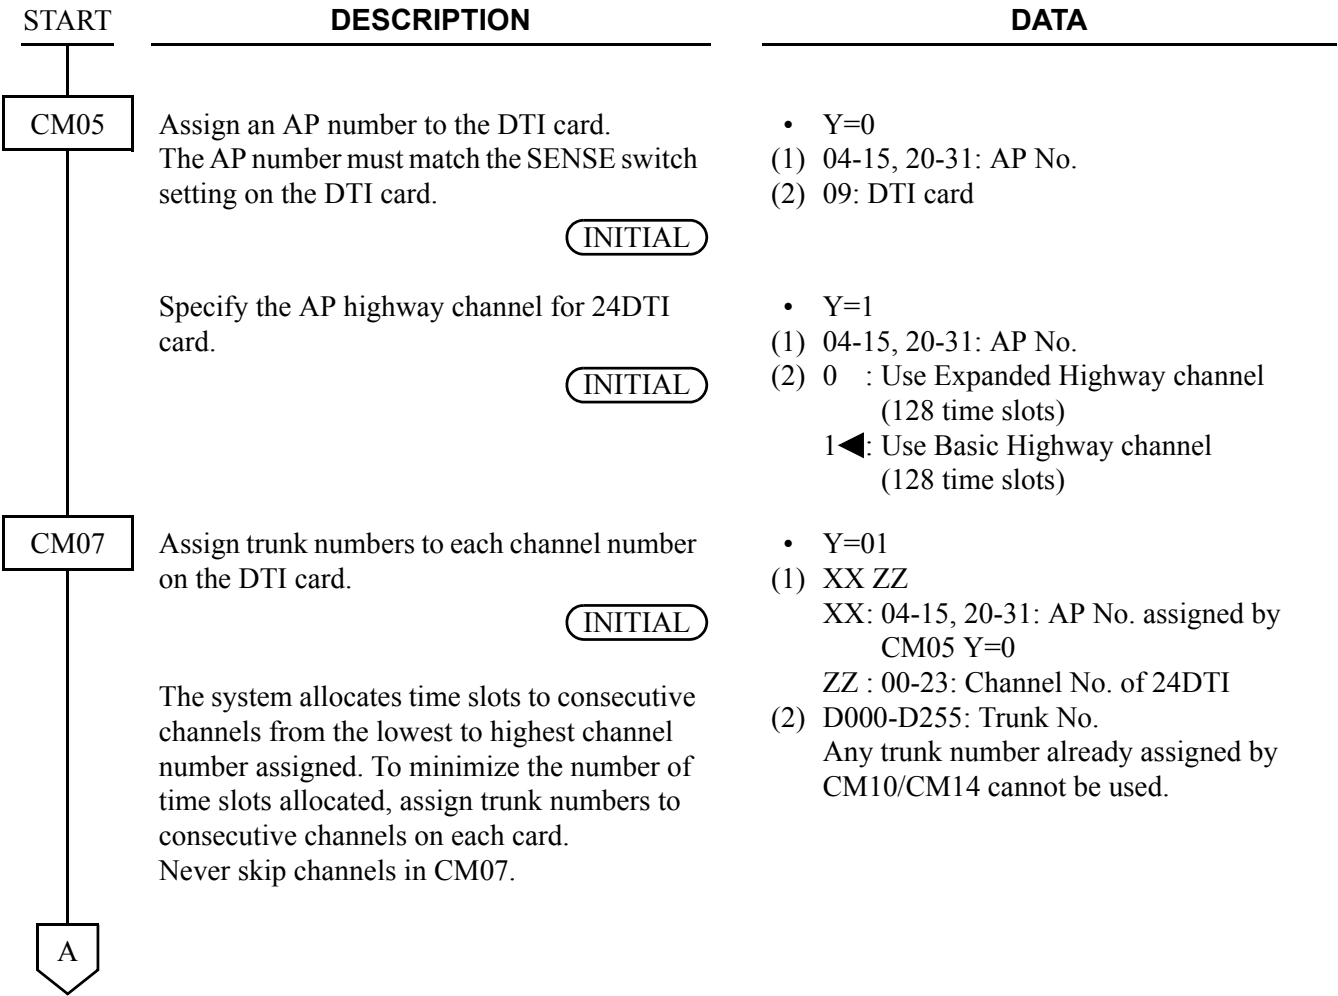 START DESCRIPTION DATA
CM05 Assign an AP number to the DTI card. • Y=0
The AP number must match the SENSE switch (1) 04-15, 20-31: AP No.
setting on the DTI card. (2) 09: DTI card
INITIAL
Specify the AP highway channel for 24DTI • Y=1
card. (1) 04-15, 20-31: AP No.
INITIAL (2) 0 : Use Expanded Highway channel
(128 time slots)
1◀: Use Basic Highway channel
(128 time slots)
CM07 Assign trunk numbers to each channel number • Y=01
on the DTI card. (1) XX ZZ
INITIAL XX: 04-15, 20-31: AP No. assigned by
CM05 Y=0
The system allocates time slots to consecutive ZZ : 00-23: Channel No. of 24DTI
channels from the lowest to highest channel (2) D000-D255: Trunk No.
number assigned. To minimize the number of Any trunk number already assigned by
time slots allocated, assign trunk numbers to CM10/CM14 cannot be used.
consecutive channels on each card.
Never skip channels in CM07.
A